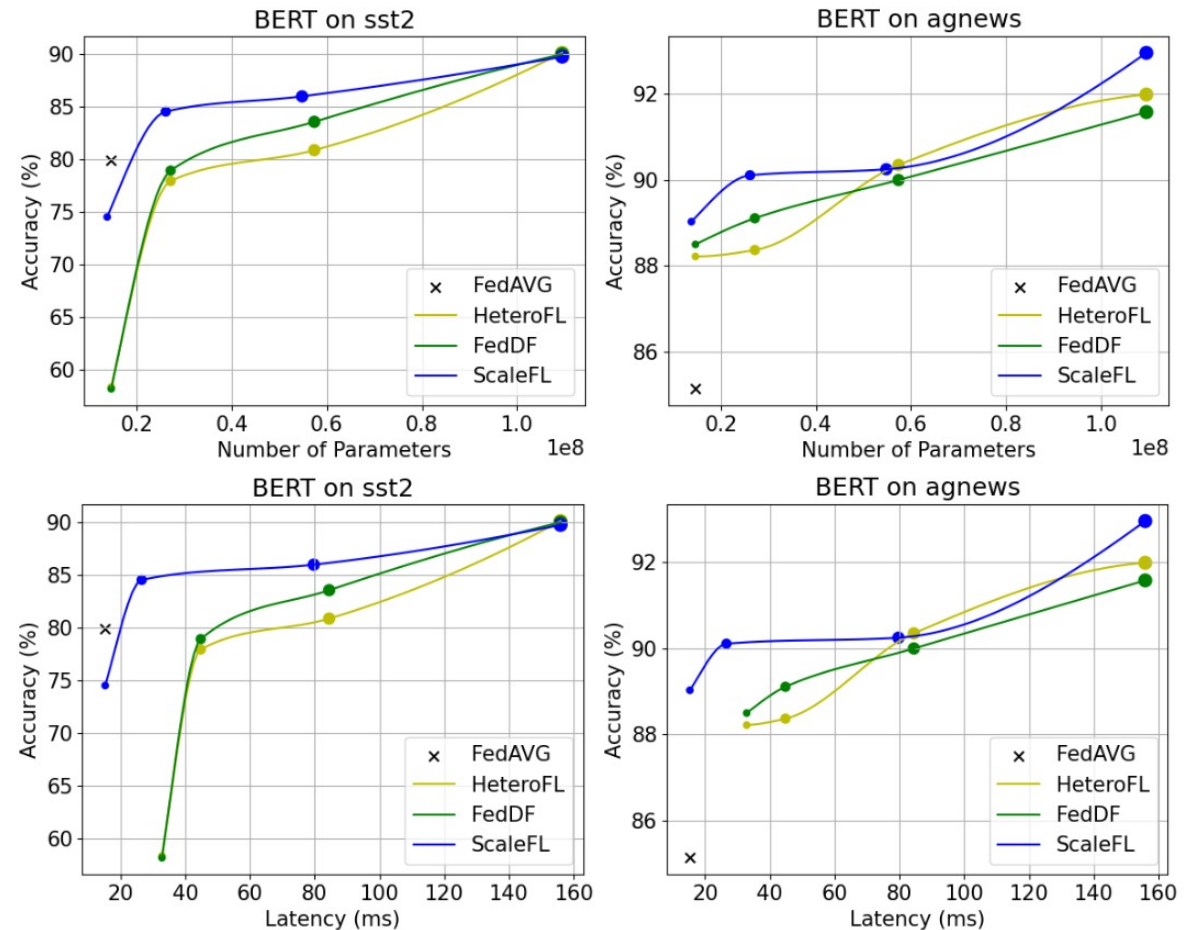 BERT on sst2
Accuracy (%)
90
85
80
75
70
65
60
FedAVG
HeteroFL
FedDF
ScaleFL
0.2 0.4 0.6 0.8 1.0
Number of Parameters 1e8
BERT on agnews
Accuracy (%)
92
90
88
86
FedAVG
HeteroFL
FedDF
ScaleFL
0.2 0.4 0.6 0.8 1.0
Number of Parameters 1e8
BERT on sst2
Accuracy (%)
90
85
80
75
70
65
60
FedAVG
HeteroFL
FedDF
ScaleFL
20 40 60 80 100 120 140 160
Latency (ms)
BERT on agnews
Accuracy (%)
92
90
88
86
FedAVG
HeteroFL
FedDF
ScaleFL
20 40 60 80 100 120 140 160
Latency (ms)